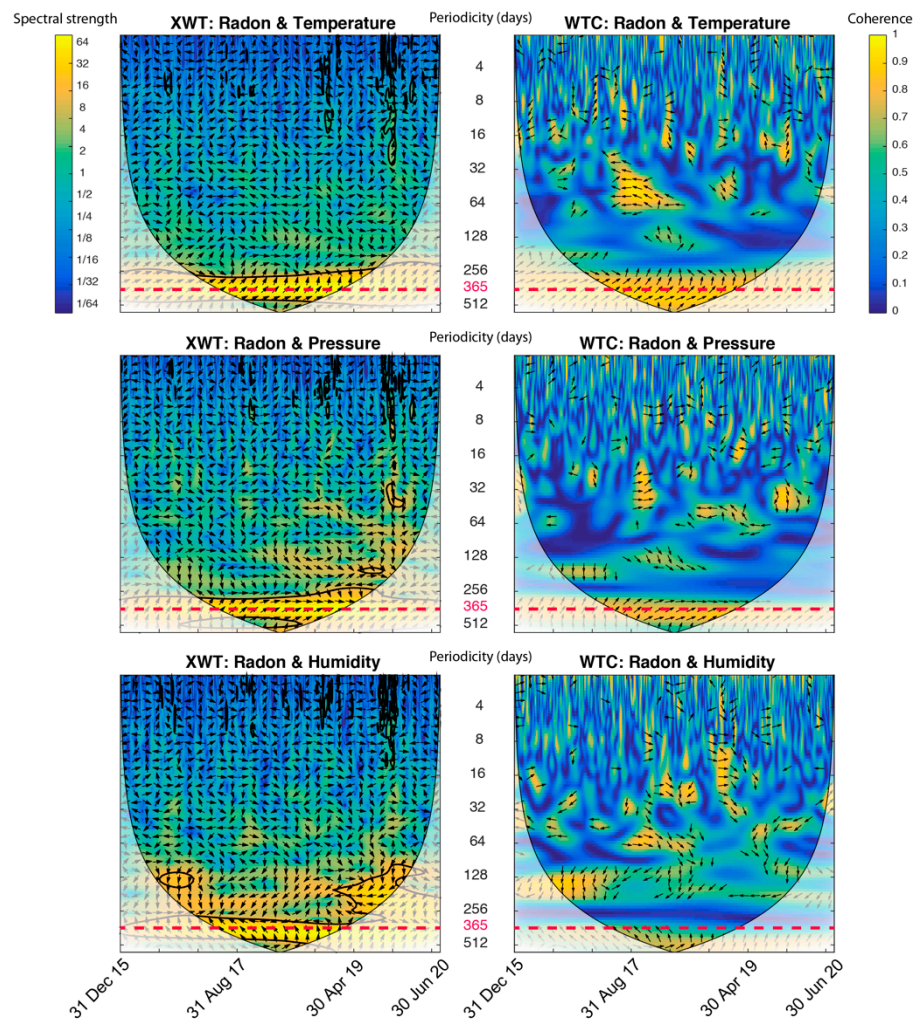 Spectral strength
XWT: Radon & Temperature
Periodicity (days)
WTC: Radon & Temperature
Coherence
64
32
16
8
4
2
1
1/2
1/4
1/8
1/16
1/32
1/64
4
8
16
32
64
128
256
365
512
1
0.9
0.8
0.7
0.6
0.5
0.4
0.3
0.2
0.1
0
XWT: Radon & Pressure
Periodicity (days)
WTC: Radon & Pressure
4
8
16
32
64
128
256
365
512
XWT: Radon & Humidity
Periodicity (days)
WTC: Radon & Humidity
4
8
16
32
64
128
256
365
512
31 Dec 15
31 Aug 17
30 Apr 19
30 Jun 20
31 Dec 15
31 Aug 17
30 Apr 19
30 Jun 20